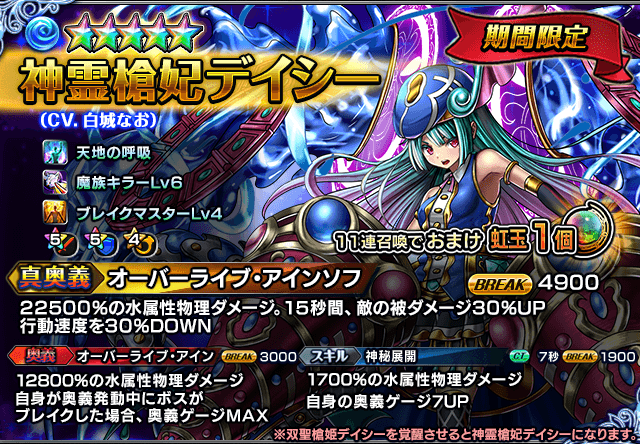 期間限定
神霊槍妃デイシー
(CV. 白城なお)
天地の呼吸
魔族キラーLv6
ブレイクマスターLv4
5 5 4
11連召喚でおまけ 虹玉1個
真奥義 オーバーライブ・アインソフ BREAK 4900
22500%の水属性物理ダメージ。15秒間、敵の被ダメージ30%UP
行動速度を30%DOWN
奥義 オーバーライブ・アイン BREAK 3000
12800%の水属性物理ダメージ
自身が奥義発動中にボスが
ブレイクした場合、奥義ゲージMAX
スキル 神秘展開 CT. 7秒 BREAK 1900
1700%の水属性物理ダメージ
自身の奥義ゲージ7UP
※双聖槍姫デイシーを覚醒させると神霊槍妃デイシーになります。